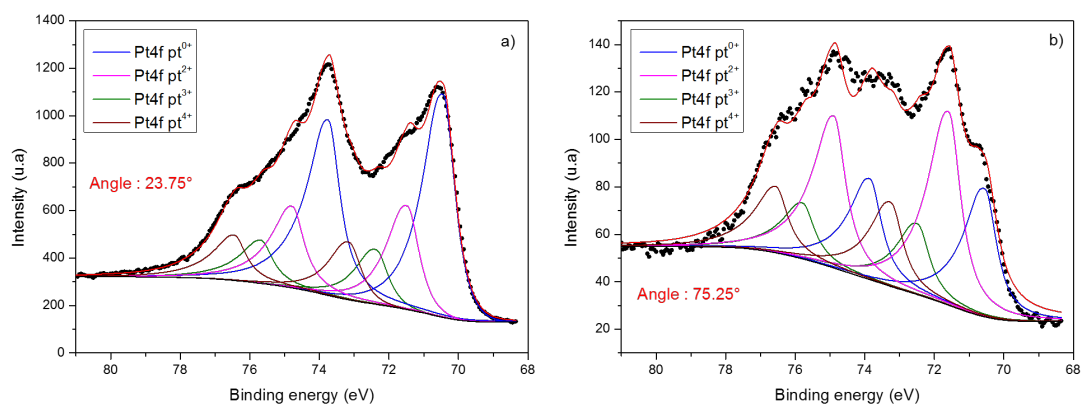 a)
Pt4f pt0+
Pt4f pt2+
Pt4f pt3+
Pt4f pt4+
Angle : 23.75°
Intensity (u.a)
1400
1200
1000
800
600
400
200
0
80 78 76 74 72 70 68
Binding energy (eV)
b)
Pt4f pt0+
Pt4f pt2+
Pt4f pt3+
Pt4f pt4+
Angle : 75.25°
Intensity (u.a)
140
120
100
80
60
40
20
80 78 76 74 72 70 68
Binding energy (eV)